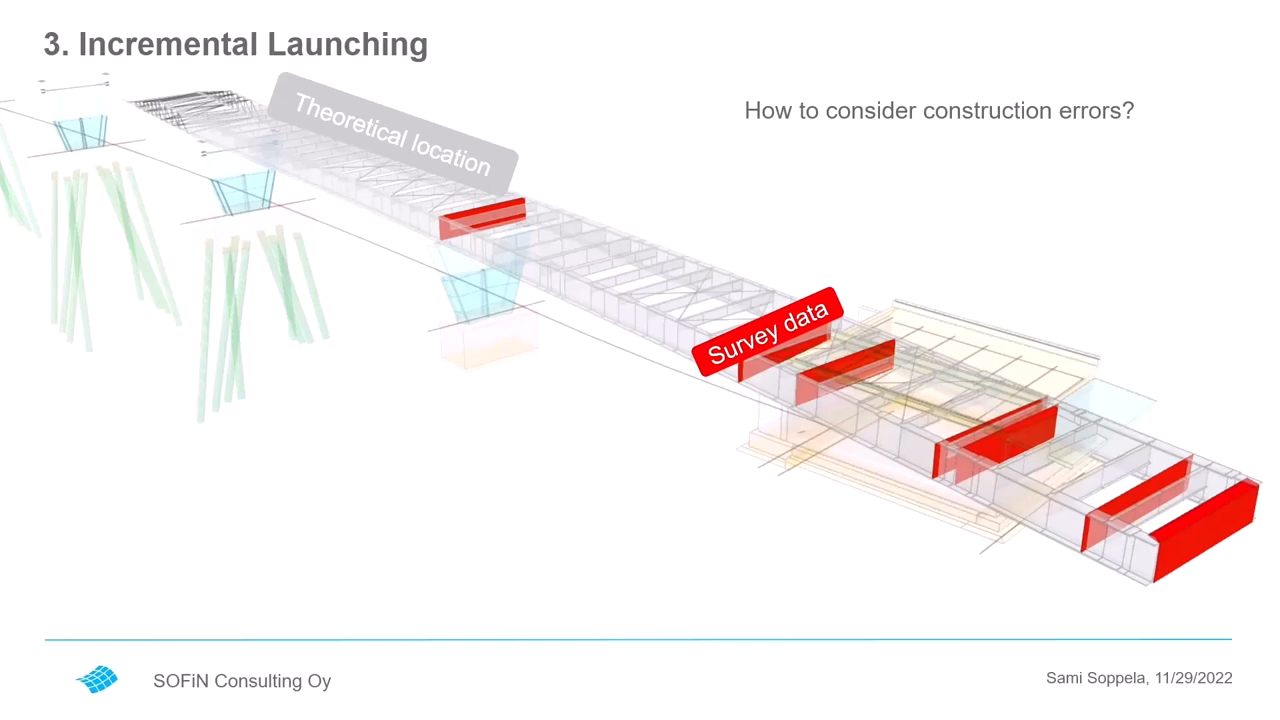 3. Incremental Launching
Theoretical location
How to consider construction errors?
Survey data
SOFiN Consulting Oy
Sami Soppela, 11/29/2022